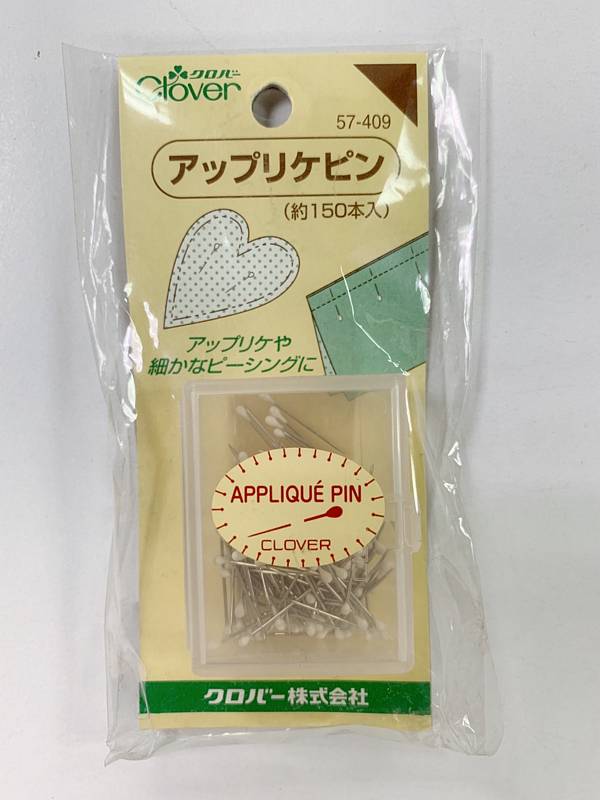 クロバー
Clover
57-409
アップリケピン
(約150本入)
アップリケや
細かなピーシングに
APPLIQUÉ PIN
CLOVER
クロバー株式会社